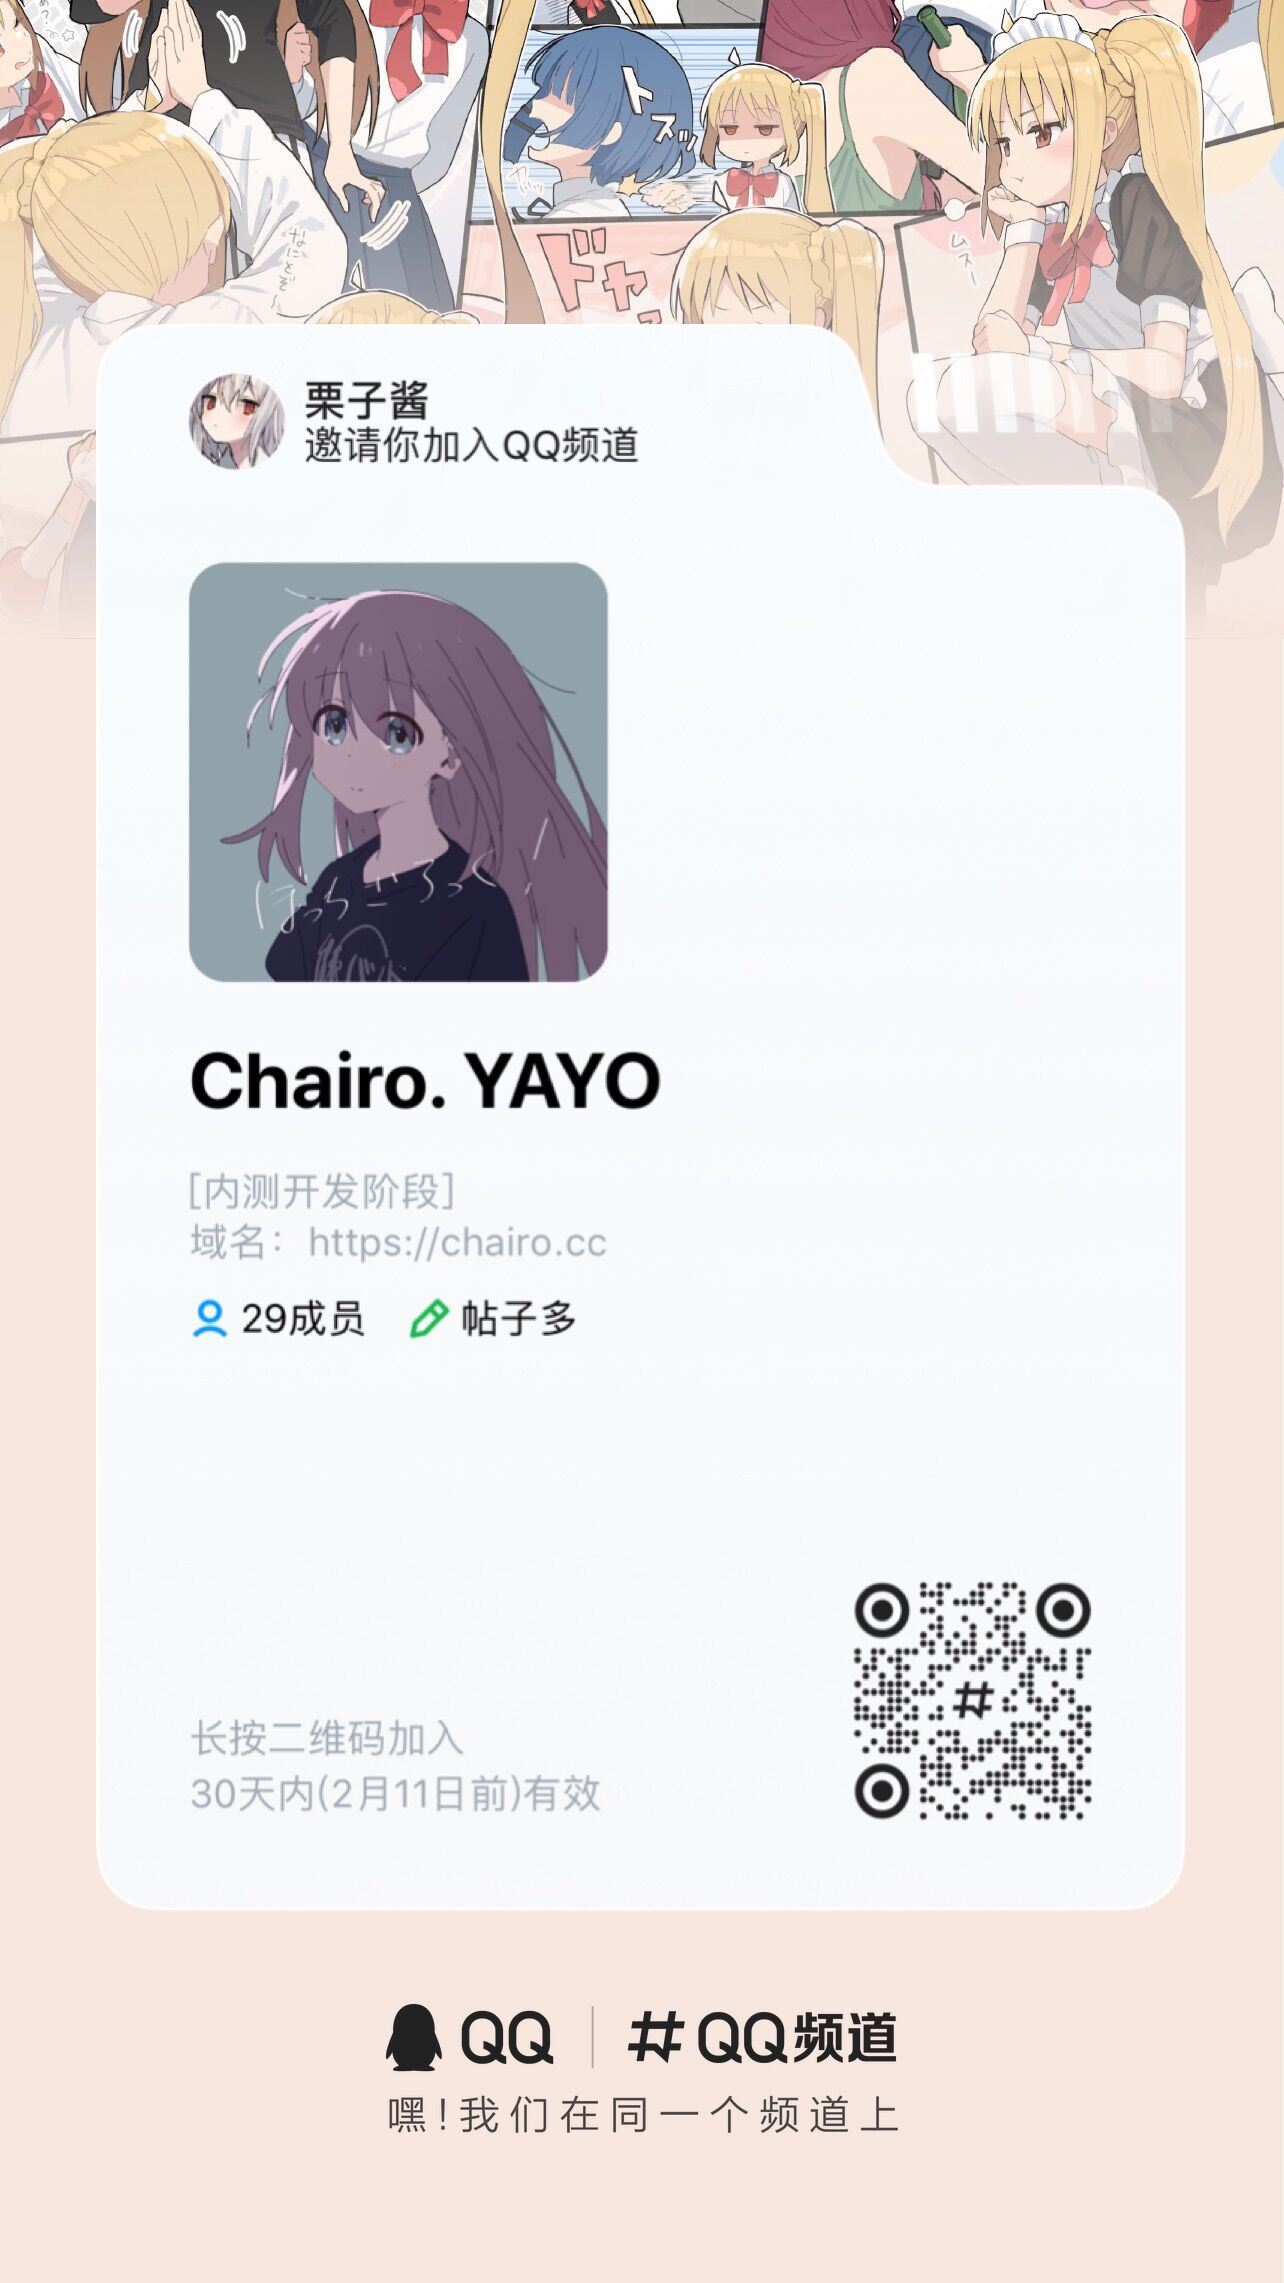 トスッ
なにとぞ〜
ドヤ
ムスー
栗子酱
邀请你加入QQ频道
ぼっち・ざ・ろっく!
Chairo. YAYO
[内测开发阶段]
域名：https://chairo.cc
29成员 帖子多
#
长按二维码加入
30天内(2月11日前)有效
QQ | QQ频道
嘿!我们在同一个频道上